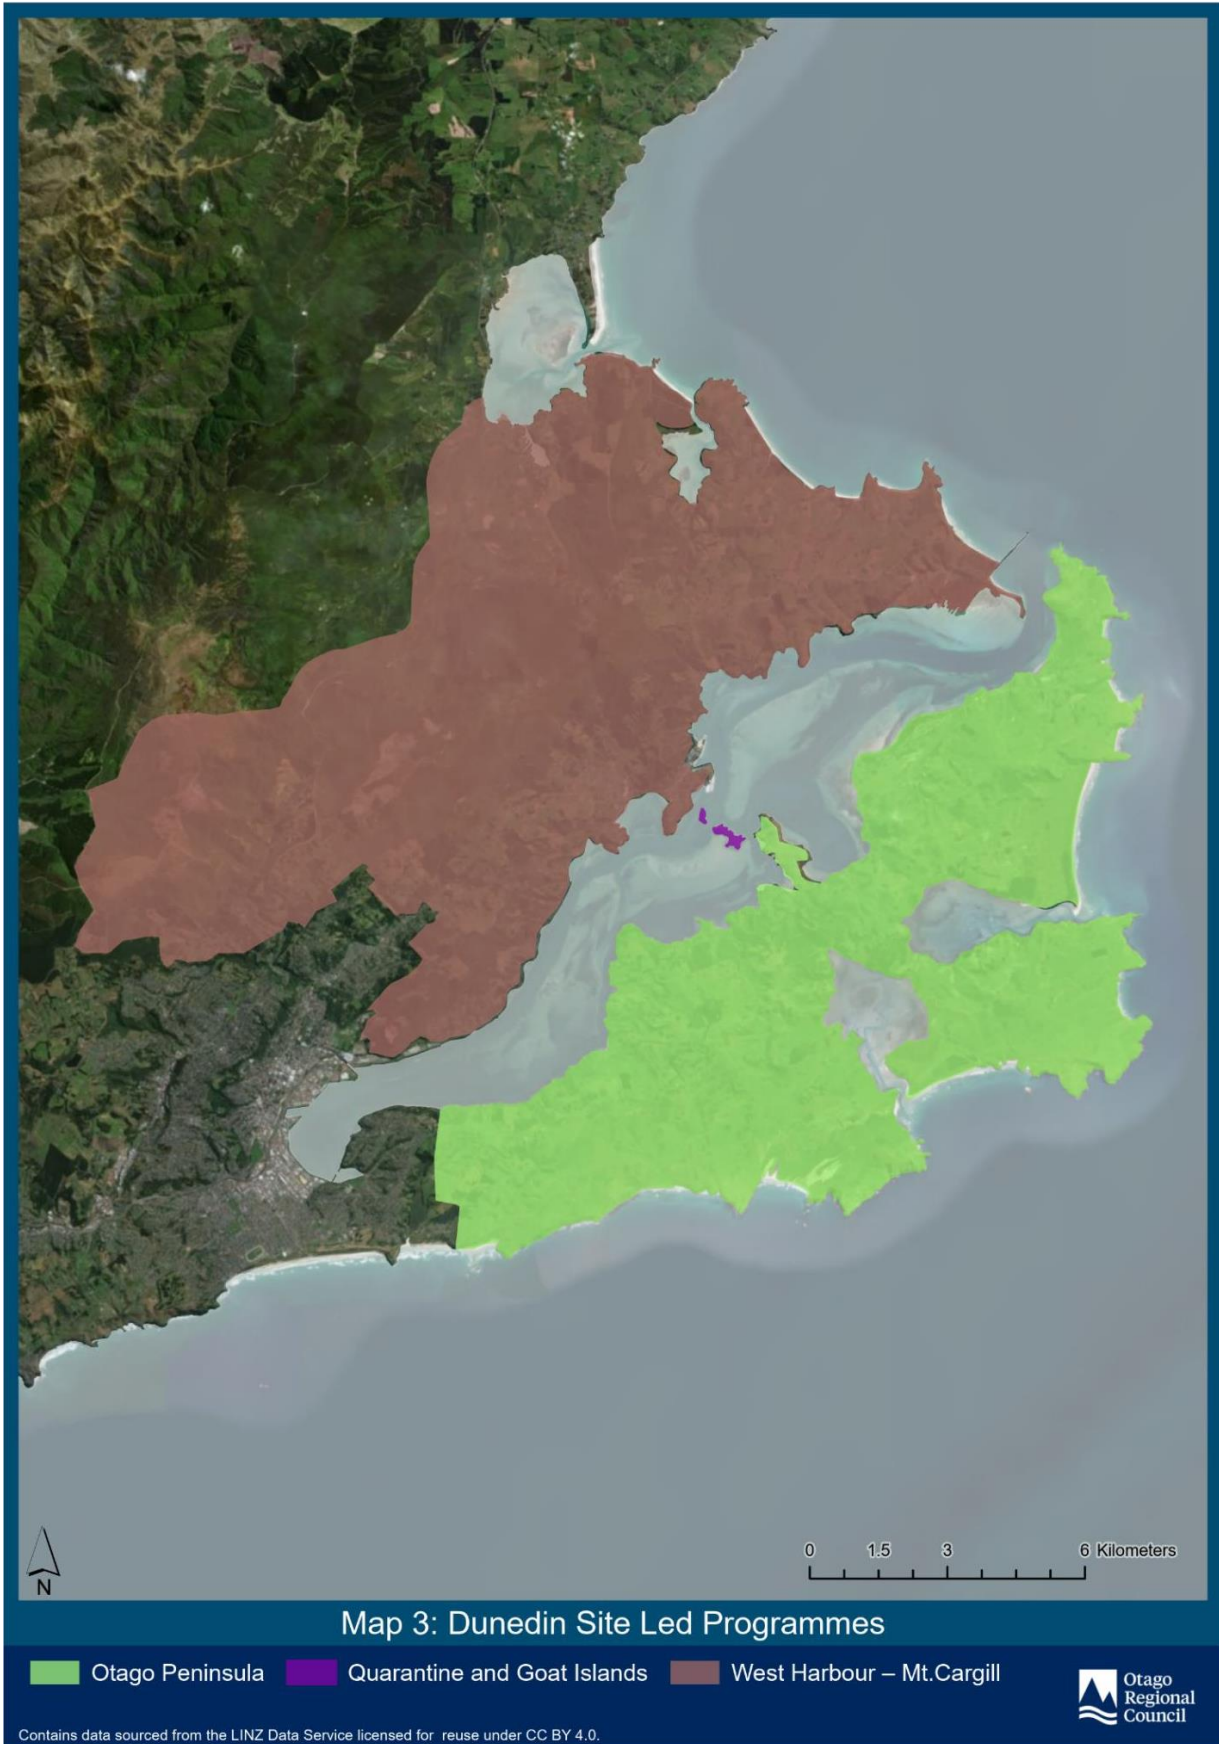 N
0 1.5 3 6 Kilometers
Map 3: Dunedin Site Led Programmes
Otago Peninsula Quarantine and Goat Islands West Harbour – Mt.Cargill
Otago
Regional
Council
Contains data sourced from the LINZ Data Service licensed for reuse under CC BY 4.0.